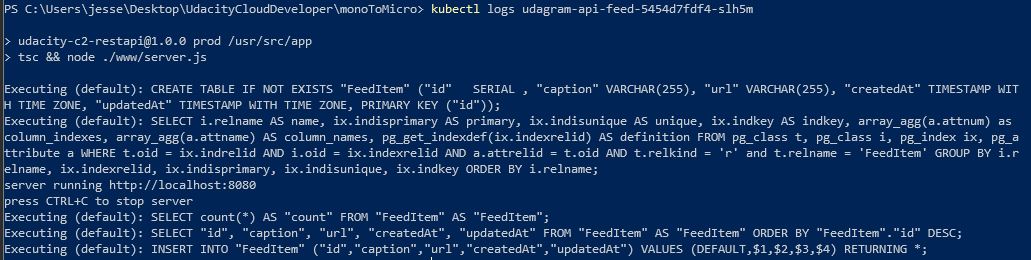 PS C:\Users\jesse\Desktop\UdacityCloudDeveloper\monoToMicro> kubectl logs udagram-api-feed-5454d7fdf4-slh5m
> udacity-c2-restapi@1.0.0 prod /usr/src/app
> tsc && node ./www/server.js
Executing (default): CREATE TABLE IF NOT EXISTS "FeedItem" ("id"   SERIAL , "caption" VARCHAR(255), "url" VARCHAR(255), "createdAt" TIMESTAMP WIT
H TIME ZONE, "updatedAt" TIMESTAMP WITH TIME ZONE, PRIMARY KEY ("id"));
Executing (default): SELECT i.relname AS name, ix.indisprimary AS primary, ix.indisunique AS unique, ix.indkey AS indkey, array_agg(a.attnum) as
column_indexes, array_agg(a.attname) AS column_names, pg_get_indexdef(ix.indexrelid) AS definition FROM pg_class t, pg_class i, pg_index ix, pg_a
ttribute a WHERE t.oid = ix.indrelid AND i.oid = ix.indexrelid AND a.attrelid = t.oid AND t.relkind = 'r' and t.relname = 'FeedItem' GROUP BY i.r
elname, ix.indexrelid, ix.indisprimary, ix.indisunique, ix.indkey ORDER BY i.relname;
server running http://localhost:8080
press CTRL+C to stop server
Executing (default): SELECT count(*) AS "count" FROM "FeedItem" AS "FeedItem";
Executing (default): SELECT "id", "caption", "url", "createdAt", "updatedAt" FROM "FeedItem" AS "FeedItem" ORDER BY "FeedItem"."id" DESC;
Executing (default): INSERT INTO "FeedItem" ("id","caption","url","createdAt","updatedAt") VALUES (DEFAULT,$1,$2,$3,$4) RETURNING *;